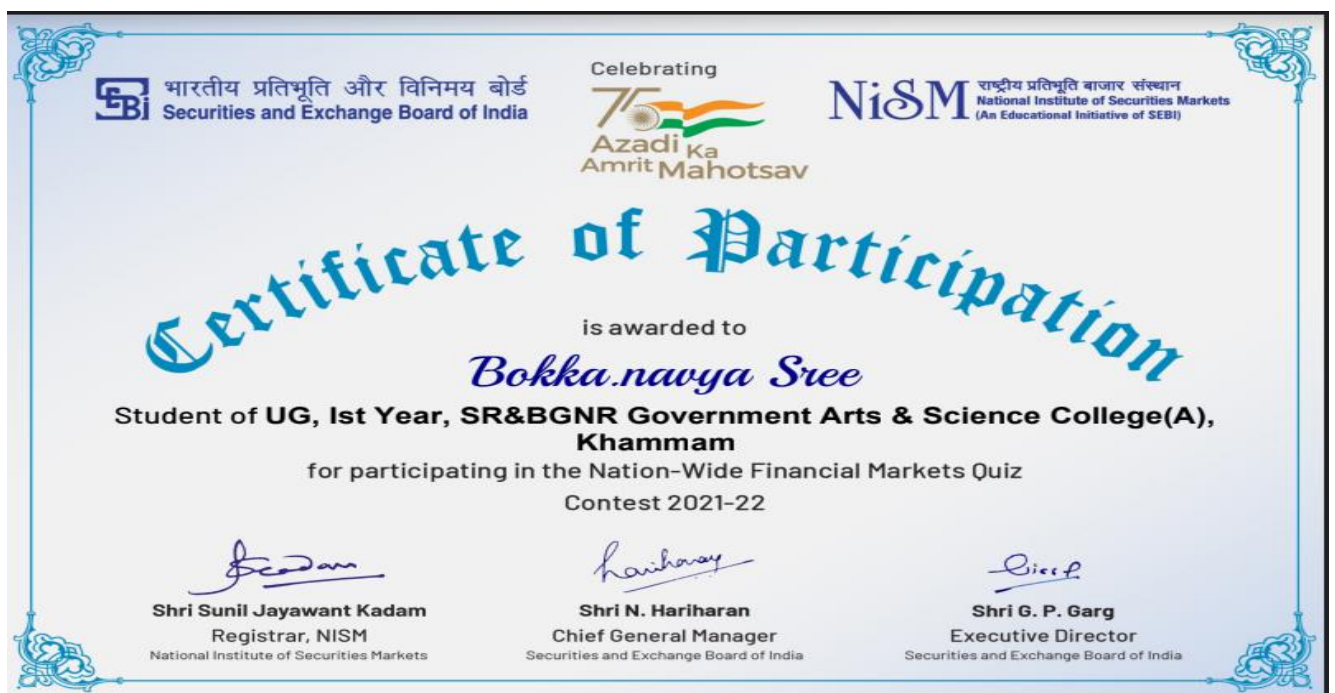 SEBI
भारतीय प्रतिभूति और विनिमय बोर्ड
Securities and Exchange Board of India
Celebrating
75
Azadi Ka
Amrit Mahotsav
NiSM
राष्ट्रीय प्रतिभूति बाजार संस्थान
National Institute of Securities Markets
(An Educational Initiative of SEBI)
Certificate of Participation
is awarded to
Bokka.navya Sree
Student of UG, Ist Year, SR&BGNR Government Arts & Science College(A),
Khammam
for participating in the Nation-Wide Financial Markets Quiz
Contest 2021-22
Shri Sunil Jayawant Kadam
Registrar, NISM
National Institute of Securities Markets
Shri N. Hariharan
Chief General Manager
Securities and Exchange Board of India
Shri G. P. Garg
Executive Director
Securities and Exchange Board of India